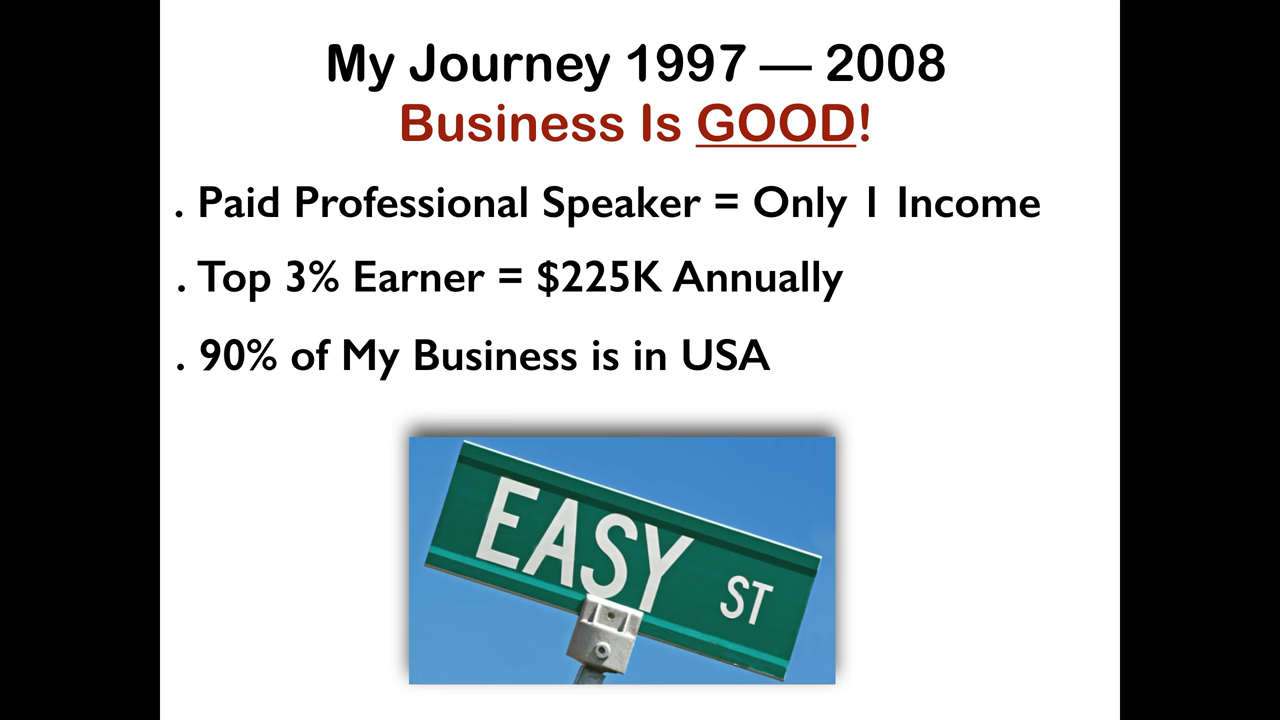 My Journey 1997 — 2008
Business Is GOOD!
. Paid Professional Speaker = Only 1 Income
. Top 3% Earner = $225K Annually
. 90% of My Business is in USA
EASY ST